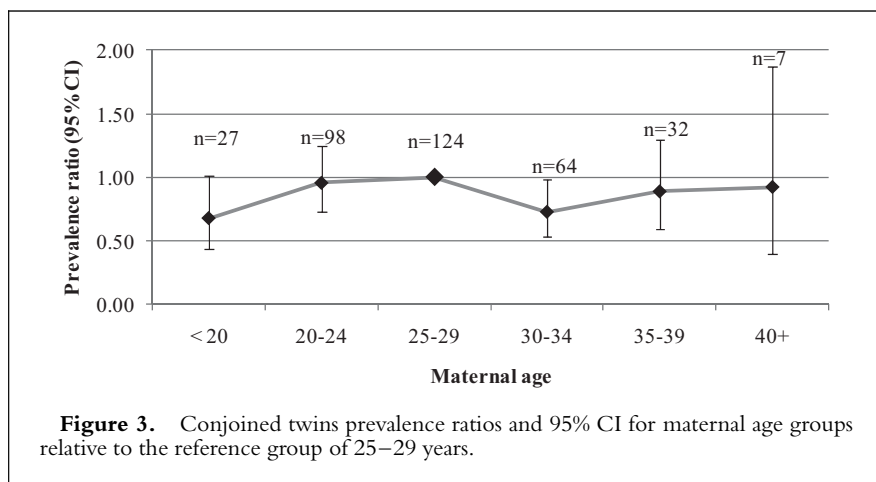 2.00
1.50
1.00
0.50
0.00
Prevalence ratio (95% CI)
n=27
n=98
n=124
n=64
n=32
n=7
<20 20-24 25-29 30-34 35-39 40+
Maternal age
Figure 3. Conjoined twins prevalence ratios and 95% CI for maternal age groups
relative to the reference group of 25–29 years.